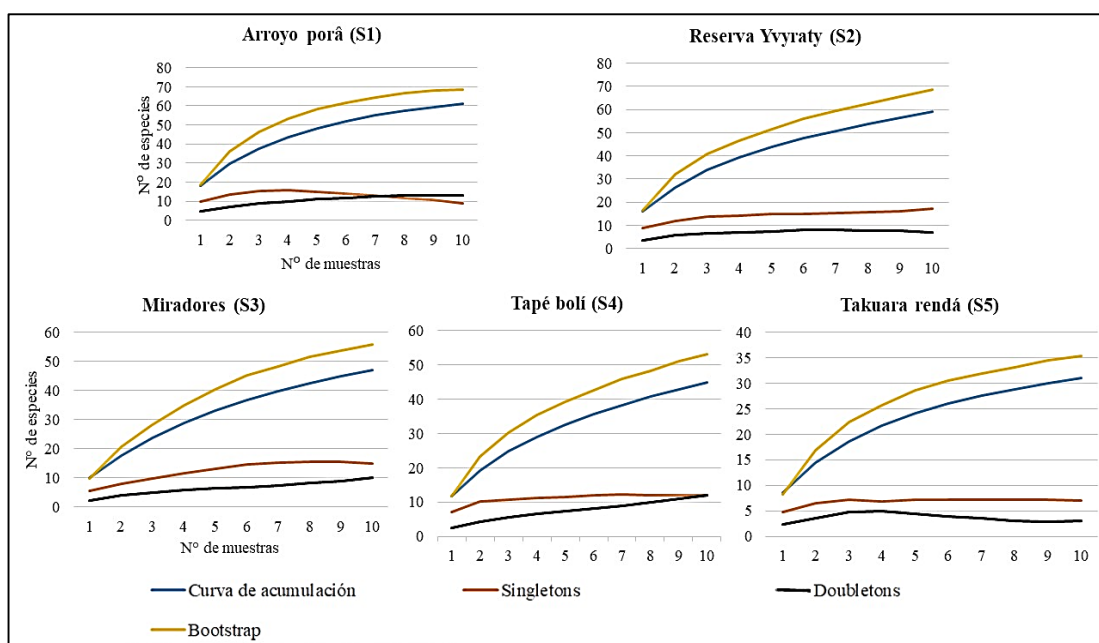 Arroyo porâ (S1)
Nº de especies
80
70
60
50
40
30
20
10
0
1 2 3 4 5 6 7 8 9 10
Nº de muestras
Reserva Yvyraty (S2)
80
70
60
50
40
30
20
10
0
1 2 3 4 5 6 7 8 9 10
Miradores (S3)
Nº de especies
60
50
40
30
20
10
0
1 2 3 4 5 6 7 8 9 10
Nº de muestras
Tapé bolí (S4)
60
50
40
30
20
10
0
1 2 3 4 5 6 7 8 9 10
Takuara rendá (S5)
40
35
30
25
20
15
10
5
0
1 2 3 4 5 6 7 8 9 10
Curva de acumulación
Singletons
Doubletons
Bootstrap